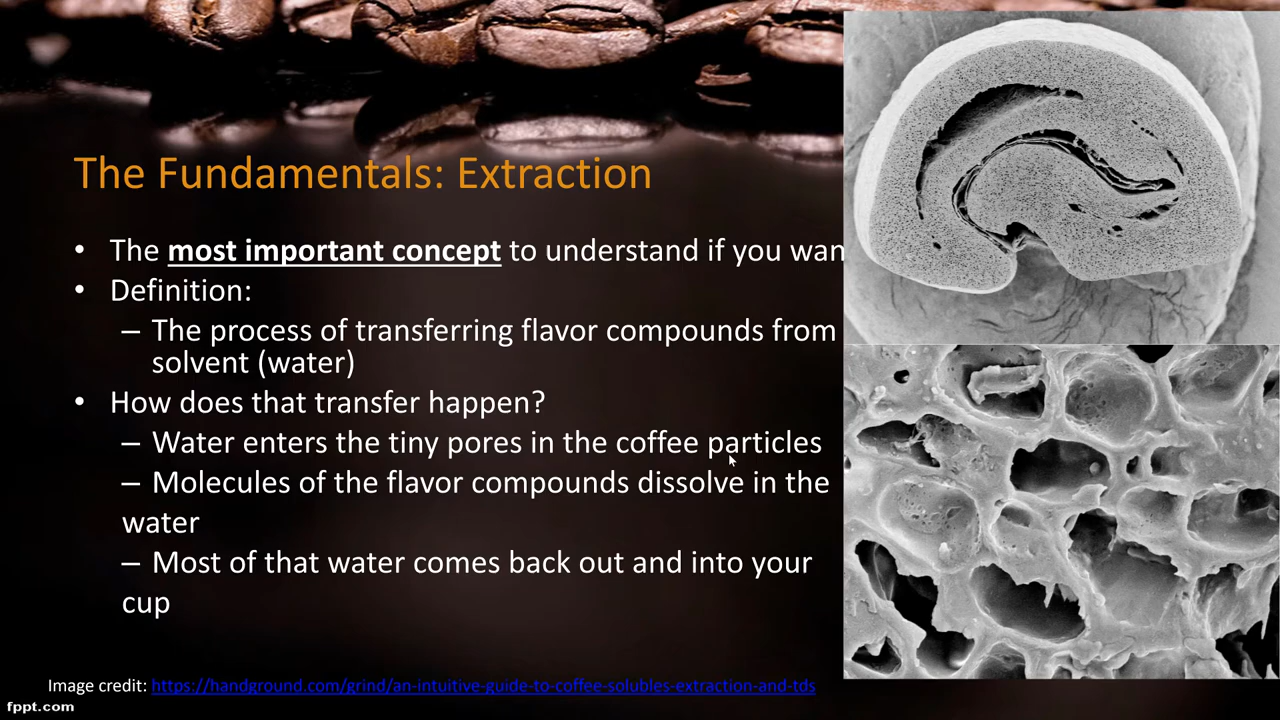 The Fundamentals: Extraction
• The most important concept to understand if you wan
• Definition:
– The process of transferring flavor compounds from
solvent (water)
• How does that transfer happen?
– Water enters the tiny pores in the coffee particles
– Molecules of the flavor compounds dissolve in the
water
– Most of that water comes back out and into your
cup
Image credit: https://handground.com/grind/an-intuitive-guide-to-coffee-solubles-extraction-and-tds
fppt.com